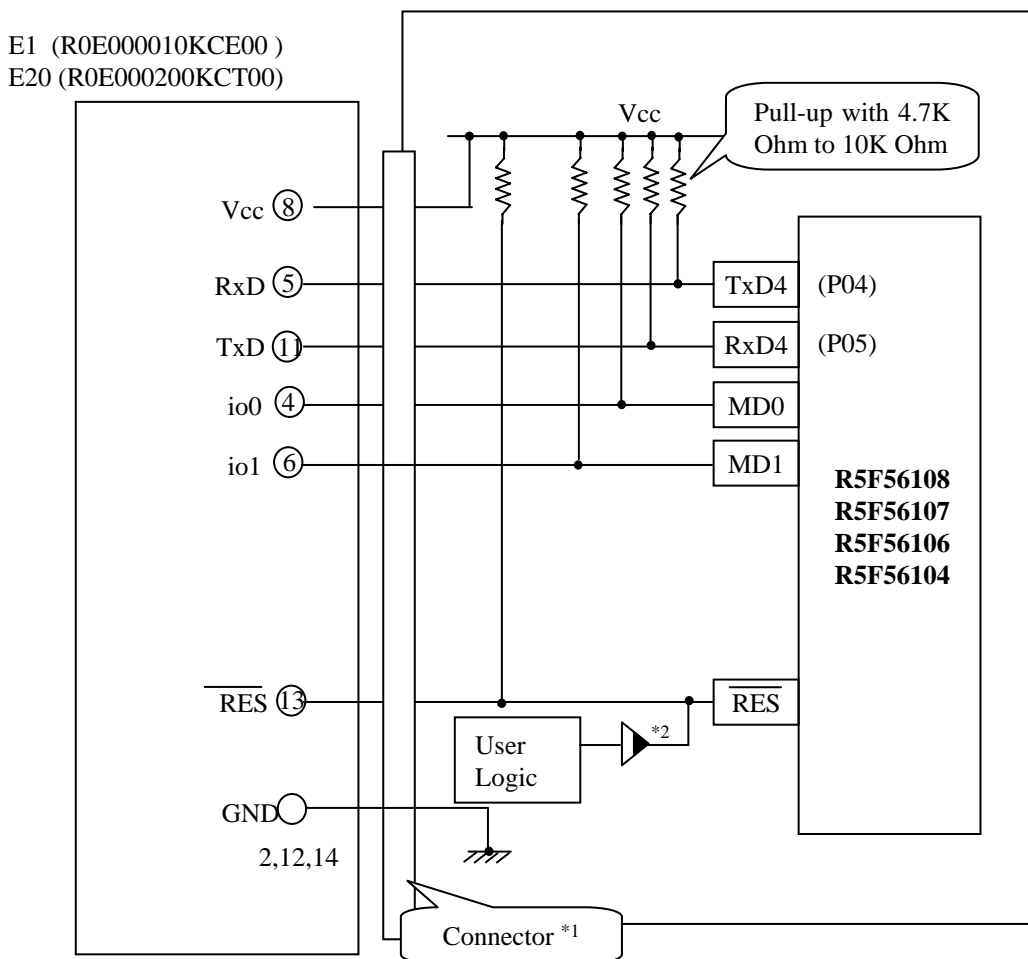 E1 (R0E000010KCE00 )
E20 (R0E000200KCT00)
Vcc
Pull-up with 4.7K
Ohm to 10K Ohm
Vcc 8
RxD 5
TxD4 (P04)
TxD 11
RxD4 (P05)
io0 4
MD0
io1 6
MD1
R5F56108
R5F56107
R5F56106
R5F56104
RES 13
RES
User
Logic
*2
GND
2,12,14
Connector *1